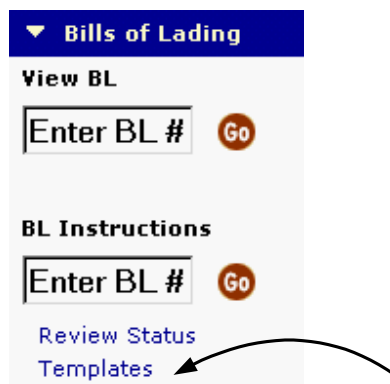 Bills of Lading
View BL
Enter BL # Go
BL Instructions
Enter BL # Go
Review Status
Templates